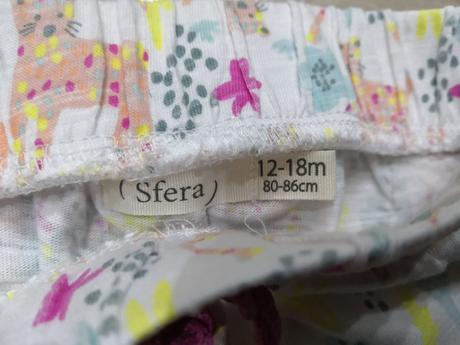 ( Sfera )
12-18m
80-86cm